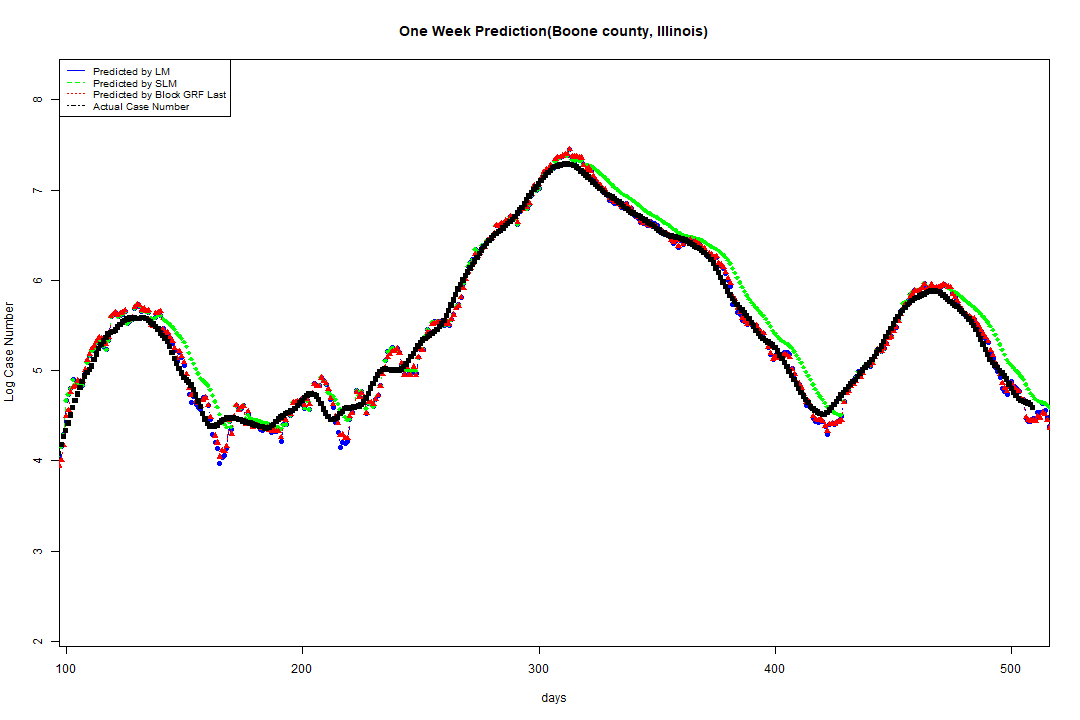 One Week Prediction(Boone county, Illinois)
Predicted by LM
Predicted by SLM
Predicted by Block GRF Last
Actual Case Number
8
7
6
5
4
3
2
Log Case Number
100 200 300 400 500
days